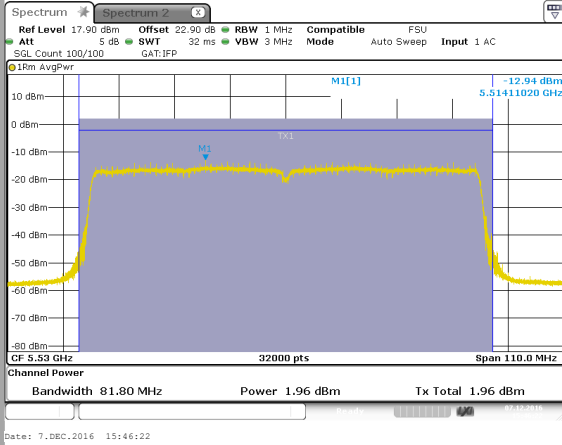 Spectrum Spectrum 2 X
Ref Level 17.90 dBm Offset 22.90 dB RBW 1 MHz Compatible FSU
Att 5 dB SWT 32 ms VBW 3 MHz Mode Auto Sweep Input 1 AC
SGL Count 100/100 GAT:IFP
1Rm AvgPwr
M1[1] -12.94 dBm
5.51411020 GHz
10 dBm
0 dBm
TX1
-10 dBm
M1
-20 dBm
-30 dBm
-40 dBm
-50 dBm
-60 dBm
-70 dBm
-80 dBm
CF 5.53 GHz 32000 pts Span 110.0 MHz
Channel Power
Bandwidth 81.80 MHz Power 1.96 dBm Tx Total 1.96 dBm
Ready 07.12.2016
Date: 7.DEC.2016 15:46:22